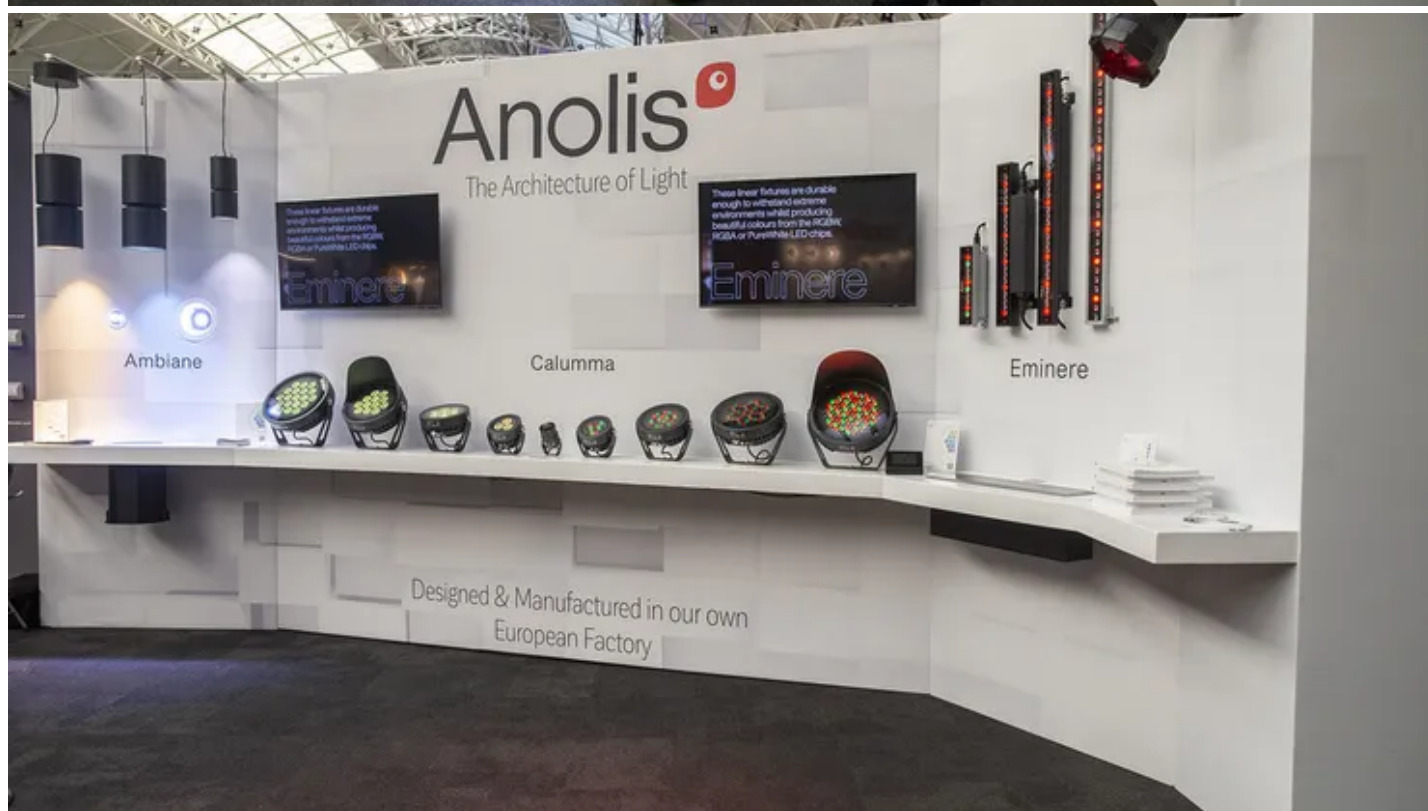 Anolis
The Architecture of Light
These linear fixtures are durable
enough to withstand extreme
environments whilst producing
beautiful colours from the RGBW,
RGBA or PureWhite LED chips.
Eminere
These linear fixtures are durable
enough to withstand extreme
environments whilst producing
beautiful colours from the RGBW,
RGBA or PureWhite LED chips.
Eminere
Ambiane
Calumma
Eminere
Designed & Manufactured in our own
European Factory